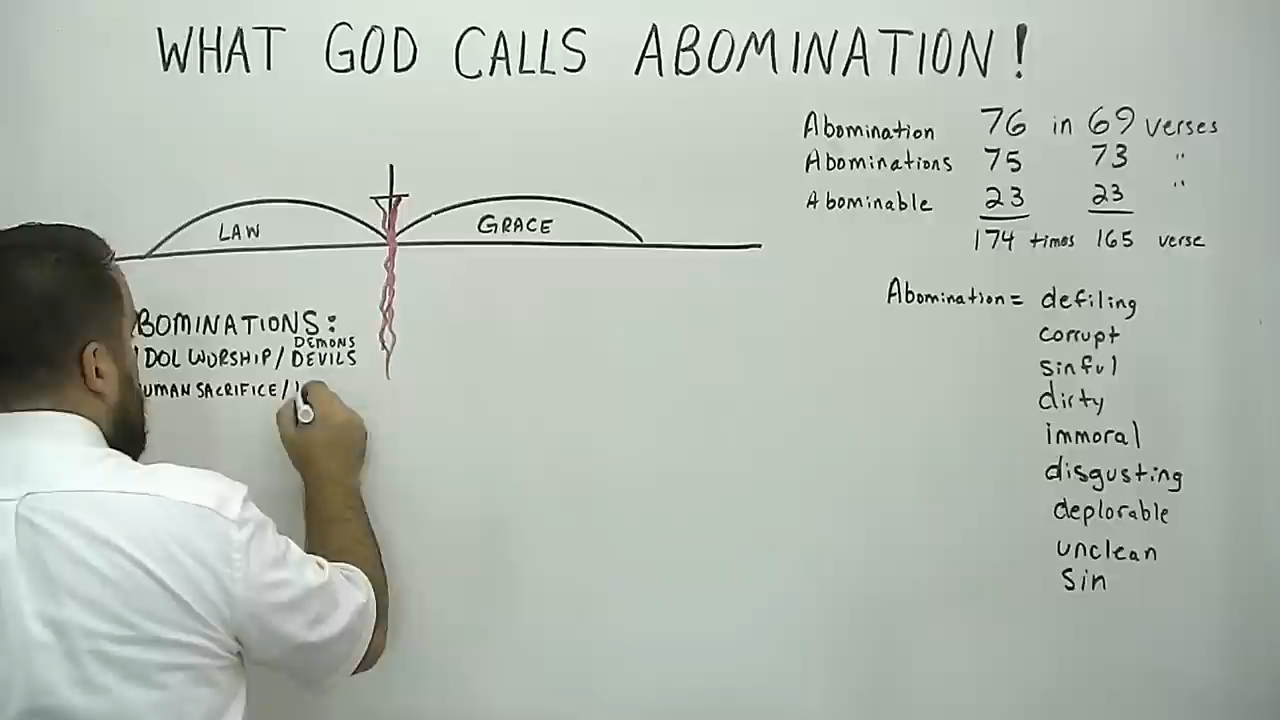 WHAT GOD CALLS ABOMINATION!
Abomination 76 in 69 verses
Abominations 75 73 "
Abominable 23 23 "
174 times 165 verse
LAW
GRACE
BOMINATIONS:
DEMONS
DOL WORSHIP/DEVILS
UMAN SACRIFICE/
Abomination = defiling
corrupt
sinful
dirty
immoral
disgusting
deplorable
unclean
Sin